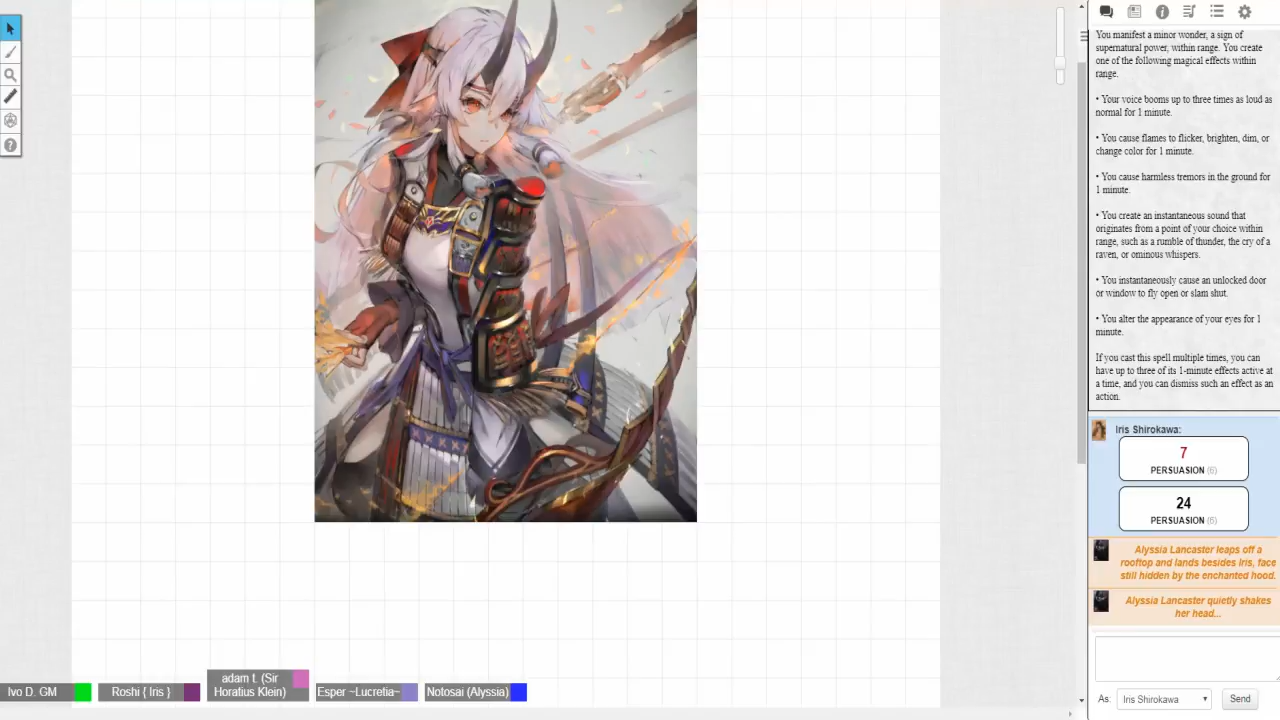 You manifest a minor wonder, a sign of
supernatural power, within range. You create
one of the following magical effects within
range.
• Your voice booms up to three times as loud as
normal for 1 minute.
• You cause flames to flicker, brighten, dim, or
change color for 1 minute.
• You cause harmless tremors in the ground for
1 minute.
• You create an instantaneous sound that
originates from a point of your choice within
range, such as a rumble of thunder, the cry of a
raven, or ominous whispers.
• You instantaneously cause an unlocked door
or window to fly open or slam shut.
• You alter the appearance of your eyes for 1
minute.
If you cast this spell multiple times, you can
have up to three of its 1-minute effects active at
a time, and you can dismiss such an effect as an
action.
Iris Shirokawa:
7
PERSUASION (6)
24
PERSUASION (6)
Alyssia Lancaster leaps off a
rooftop and lands besides Iris, face
still hidden by the enchanted hood.
Alyssia Lancaster quietly shakes
her head...
As: Iris Shirokawa Send
Ivo D. GM
Roshi { Iris }
adam t. (Sir
Horatius Klein)
Esper ~Lucretia~
Notosai (Alyssia)